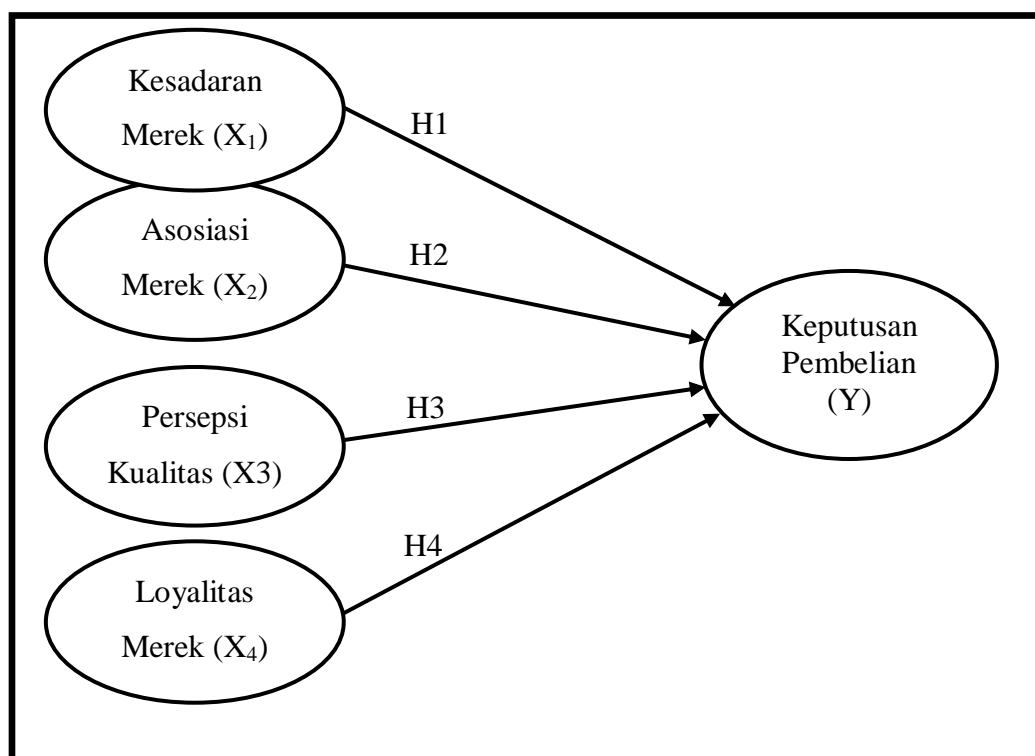 Kesadaran
Merek (X₁)
H1
Asosiasi
Merek (X₂)
H2
Keputusan
Pembelian
(Y)
Persepsi
Kualitas (X3)
H3
Loyalitas
Merek (X₄)
H4